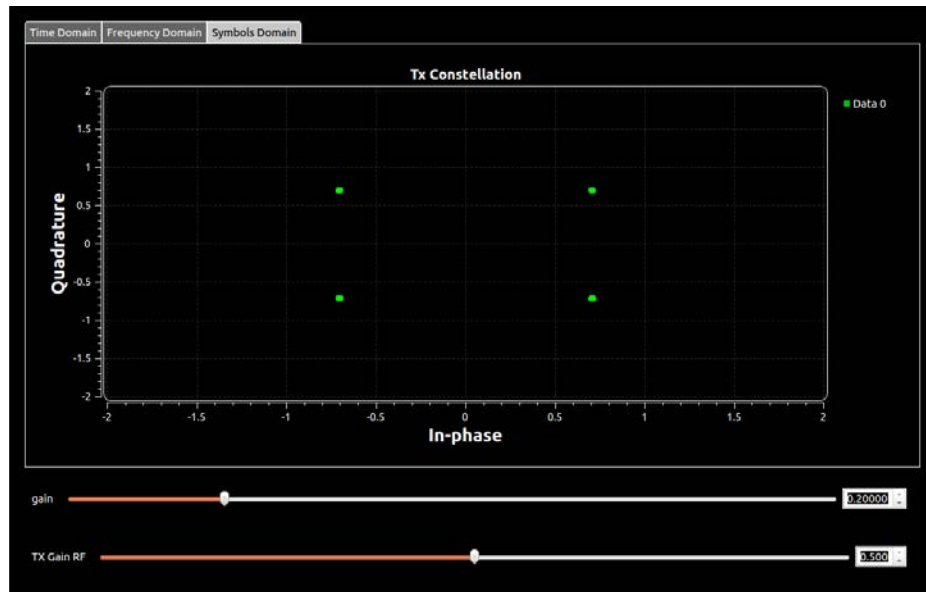 Time Domain Frequency Domain Symbols Domain
Tx Constellation
Data 0
2
1.5
1
0.5
0
-0.5
-1
-1.5
-2
Quadrature
-2 -1.5 -1 -0.5 0 0.5 1 1.5 2
In-phase
gain 0.20000
TX Gain RF 0.500